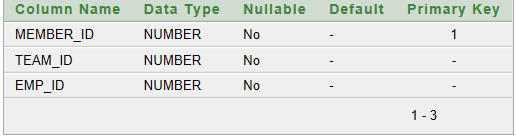 Column Name Data Type Nullable Default Primary Key
MEMBER_ID NUMBER No - 1
TEAM_ID NUMBER No - -
EMP_ID NUMBER No - -
1 - 3